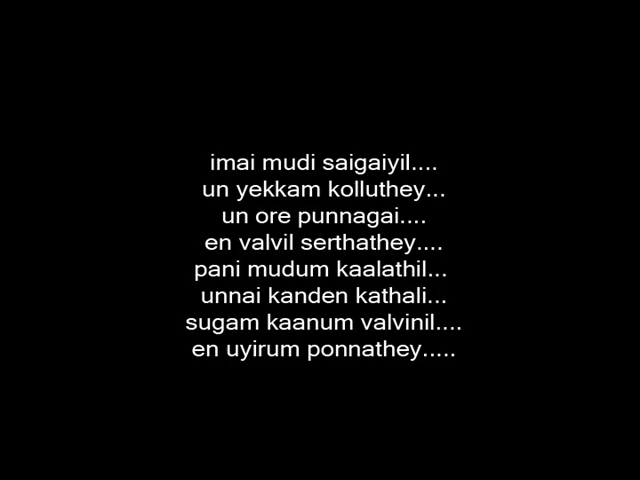 imai mudi saigaiyil....
un yekkam kolluthey...
un ore punnagai....
en valvil serthathey....
pani mudum kaalathil...
unnai kanden kathali...
sugam kaanum valvinil....
en uyirum ponnathey.....